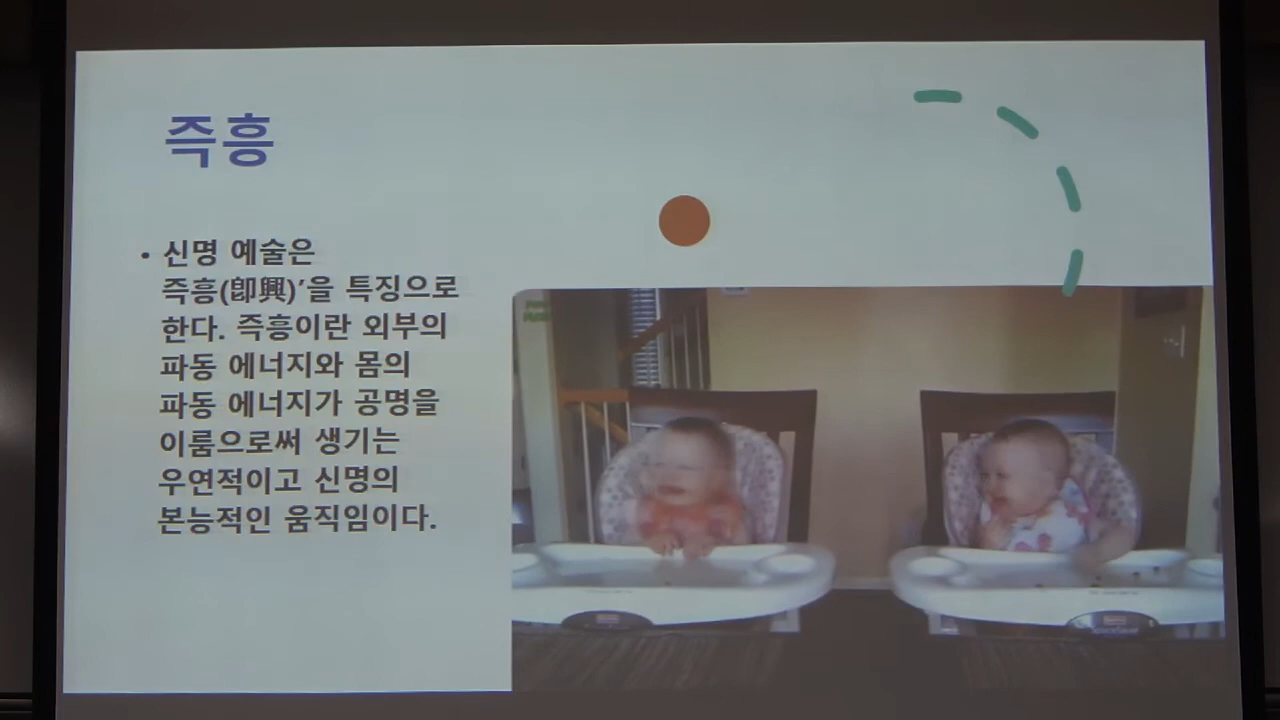 즉흥
• 신명 예술은
즉흥(卽興)’을 특징으로
한다. 즉흥이란 외부의
파동 에너지와 몸의
파동 에너지가 공명을
이룸으로써 생기는
우연적이고 신명의
본능적인 움직임이다.